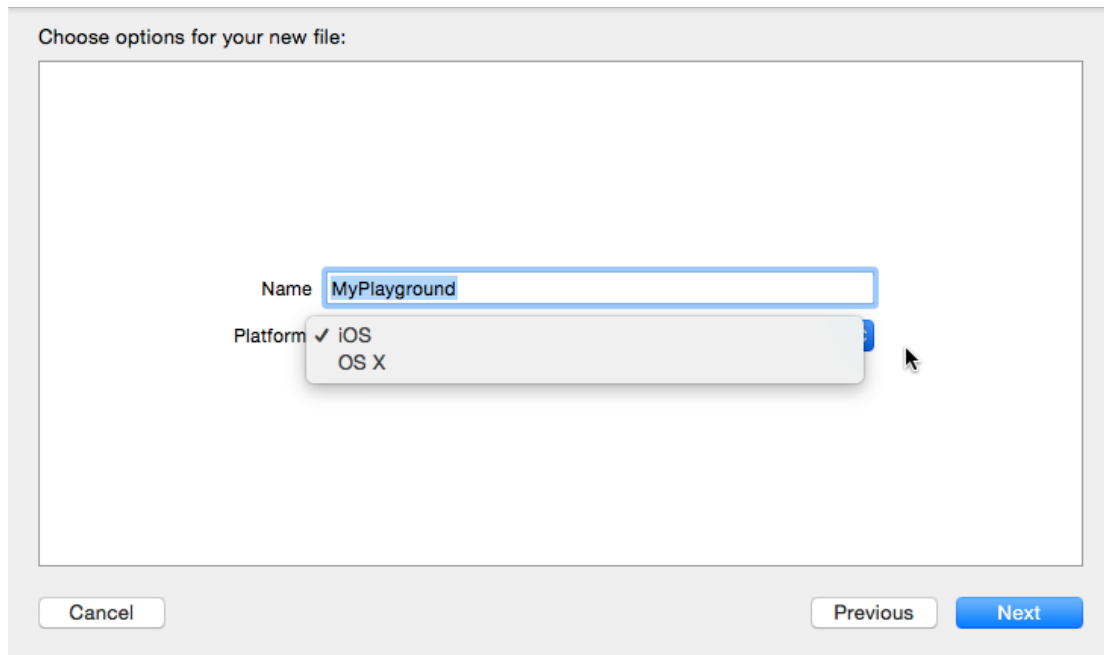 Choose options for your new file:
Name MyPlayground
Platform ✓ iOS
OS X
Cancel Previous Next